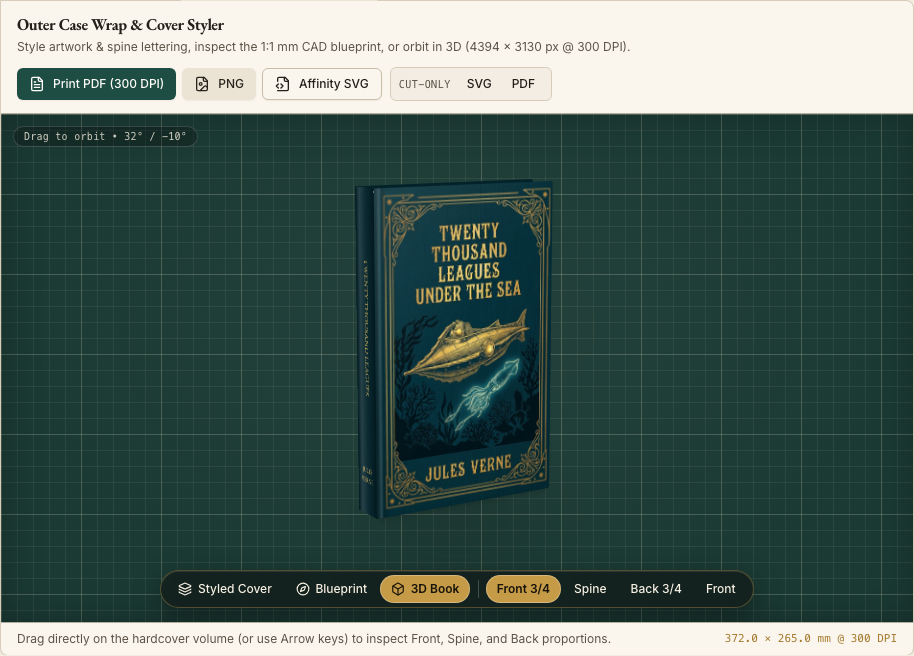 Outer Case Wrap & Cover Styler
Style artwork & spine lettering, inspect the 1:1 mm CAD blueprint, or orbit in 3D (4394 × 3130 px @ 300 DPI).
Print PDF (300 DPI) PNG Affinity SVG CUT-ONLY SVG PDF
Drag to orbit • 32° / −10°
TWENTY
THOUSAND
LEAGUES
UNDER THE SEA
JULES VERNE
Styled Cover Blueprint 3D Book Front 3/4 Spine Back 3/4 Front
Drag directly on the hardcover volume (or use Arrow keys) to inspect Front, Spine, and Back proportions.
372.0 × 265.0 mm @ 300 DPI